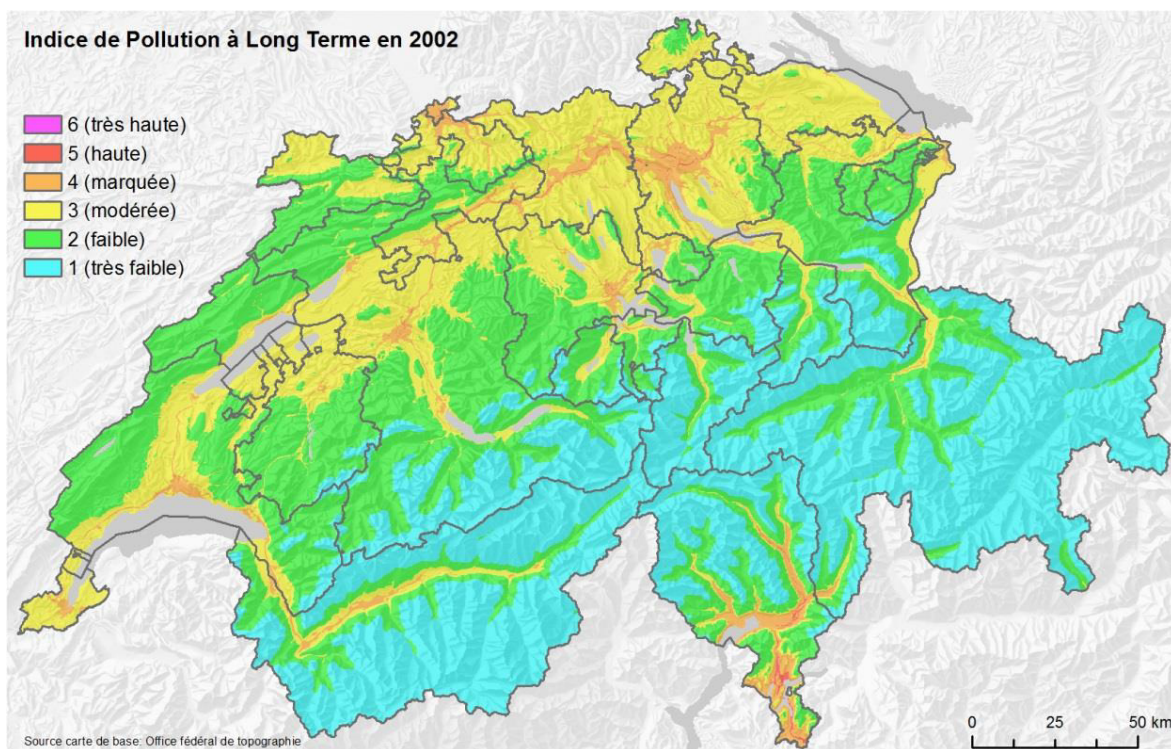 Indice de Pollution à Long Terme en 2002
6 (très haute)
5 (haute)
4 (marquée)
3 (modérée)
2 (faible)
1 (très faible)
Source carte de base: Office fédéral de topographie
0 25 50 km